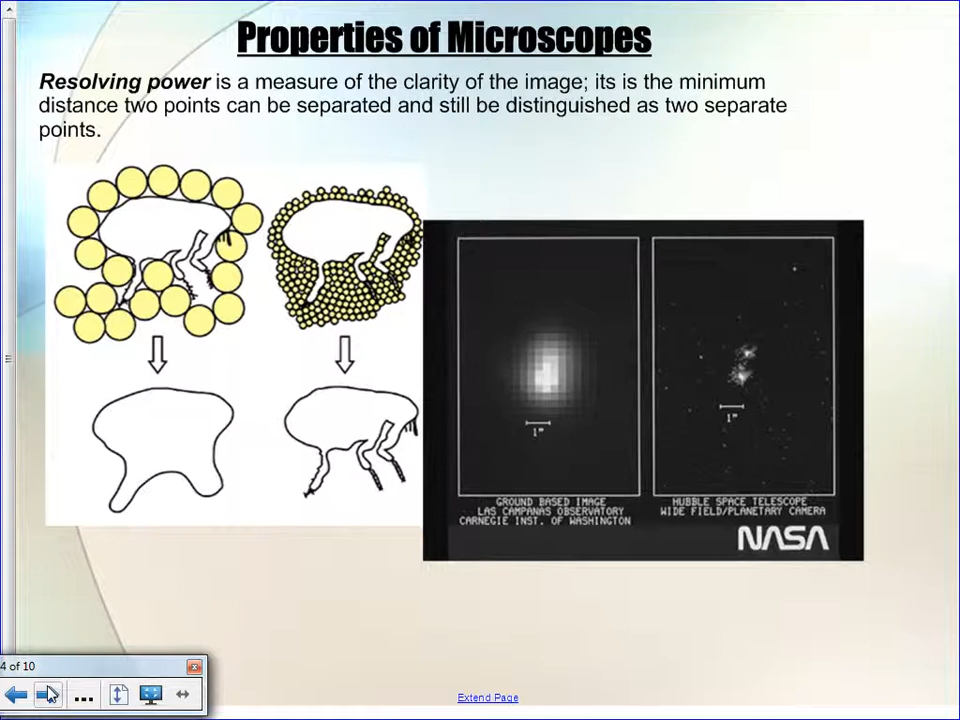 Properties of Microscopes
Resolving power is a measure of the clarity of the image; its is the minimum
distance two points can be separated and still be distinguished as two separate
points.
1"
1"
GROUND BASED IMAGE
LAS CAMPANAS OBSERVATORY
CARNEGIE INST. OF WASHINGTON
HUBBLE SPACE TELESCOPE
WIDE FIELD/PLANETARY CAMERA
NASA
4 of 10
...
Extend Page